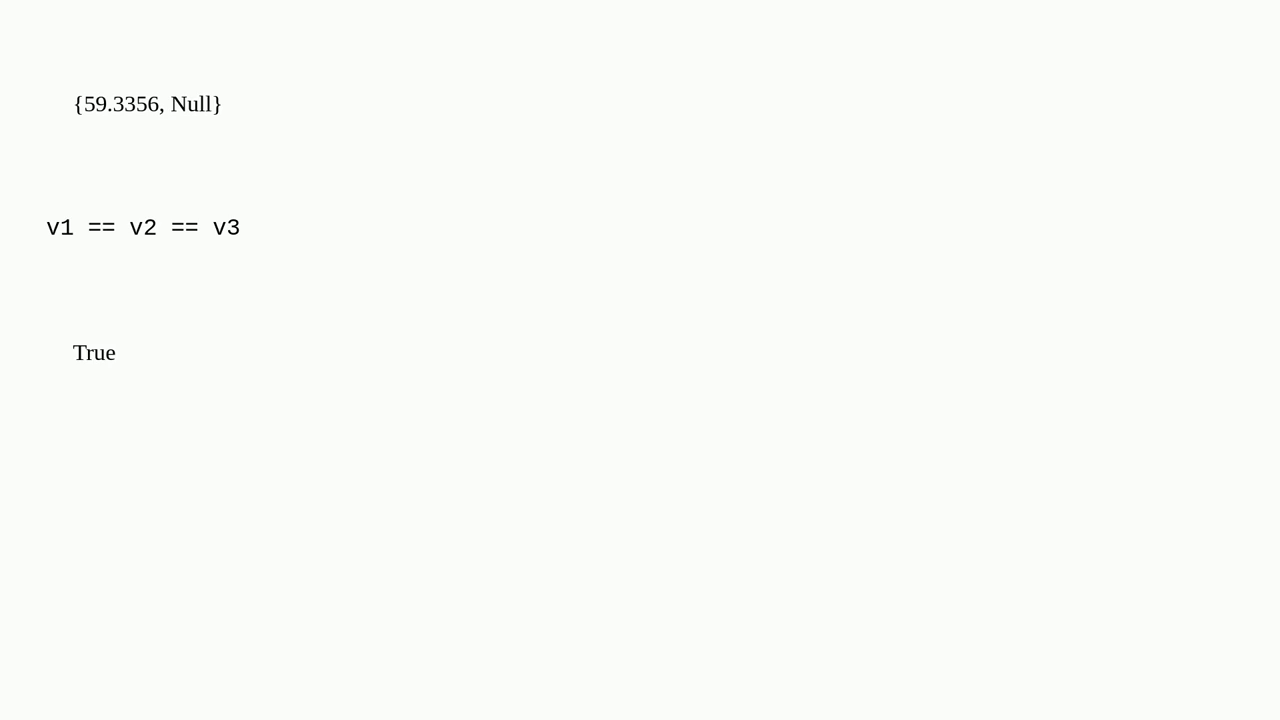 {59.3356, Null}
v1 == v2 == v3
True